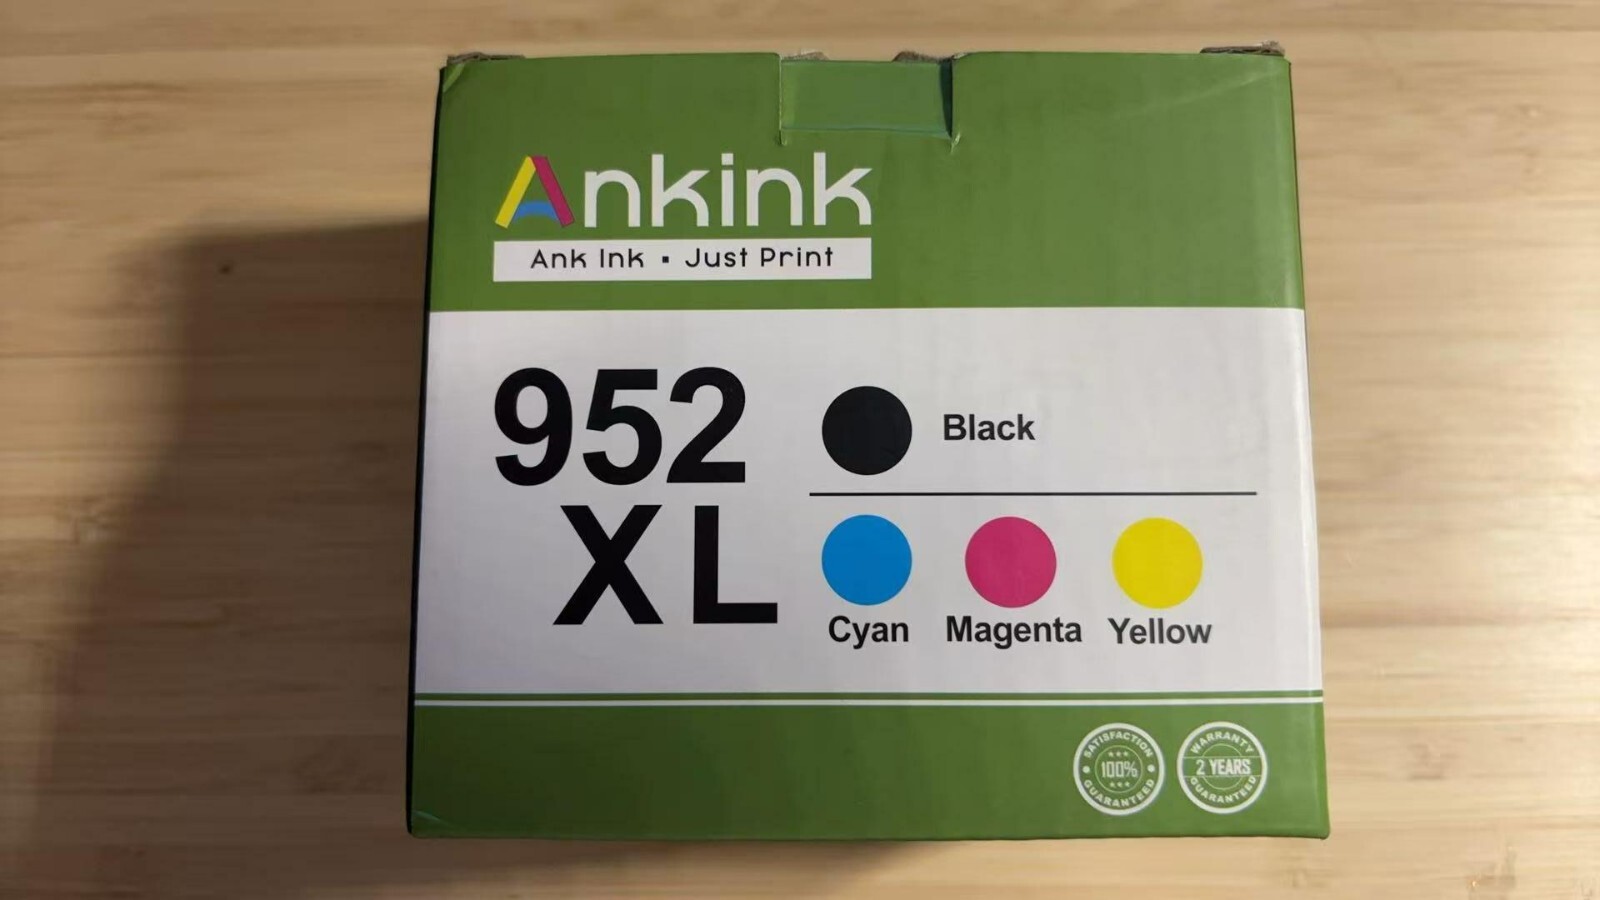 Ankink
Ank Ink ▪ Just Print
952
XL
Black
Cyan
Magenta
Yellow
SATISFACTION
100%
GUARANTEED
WARRANTY
2 YEARS
GUARANTEED